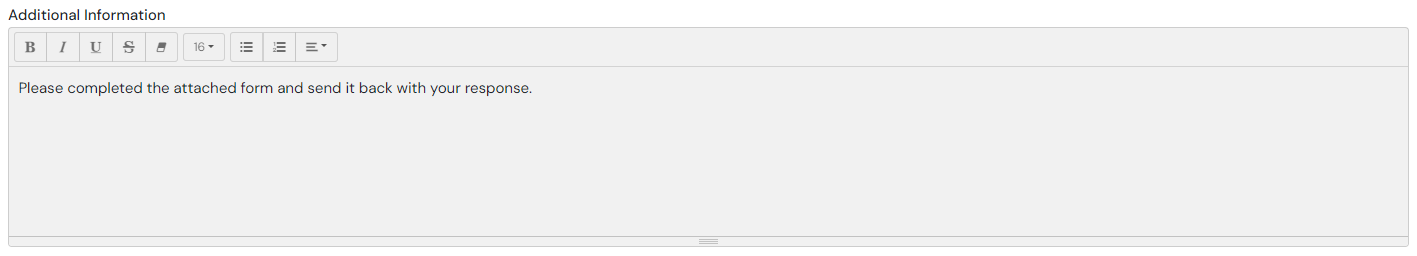 Additional Information
B I U S 16
Please completed the attached form and send it back with your response.